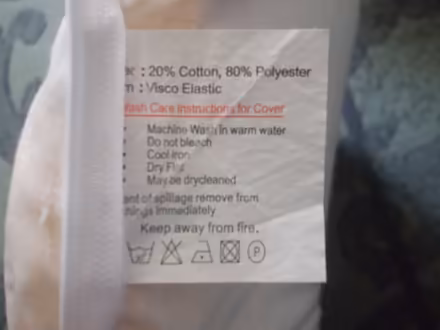 : 20% Cotton, 80% Polyester
: Visco Elastic
Wash Care Instructions for Cover
Machine Wash in warm water
Do not bleach
Cool Iron
Dry Flat
May be drycleaned
of spillage remove from
immediately
Keep away from fire.
P